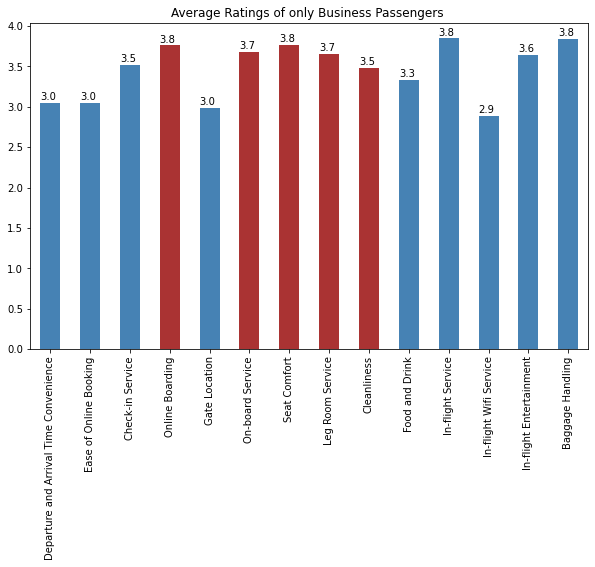 Average Ratings of only Business Passengers
4.0
3.5
3.0
2.5
2.0
1.5
1.0
0.5
0.0
3.0
3.0
3.5
3.8
3.0
3.7
3.8
3.7
3.5
3.3
3.8
2.9
3.6
3.8
Departure and Arrival Time Convenience
Ease of Online Booking
Check-in Service
Online Boarding
Gate Location
On-board Service
Seat Comfort
Leg Room Service
Cleanliness
Food and Drink
In-flight Service
In-flight Wifi Service
In-flight Entertainment
Baggage Handling